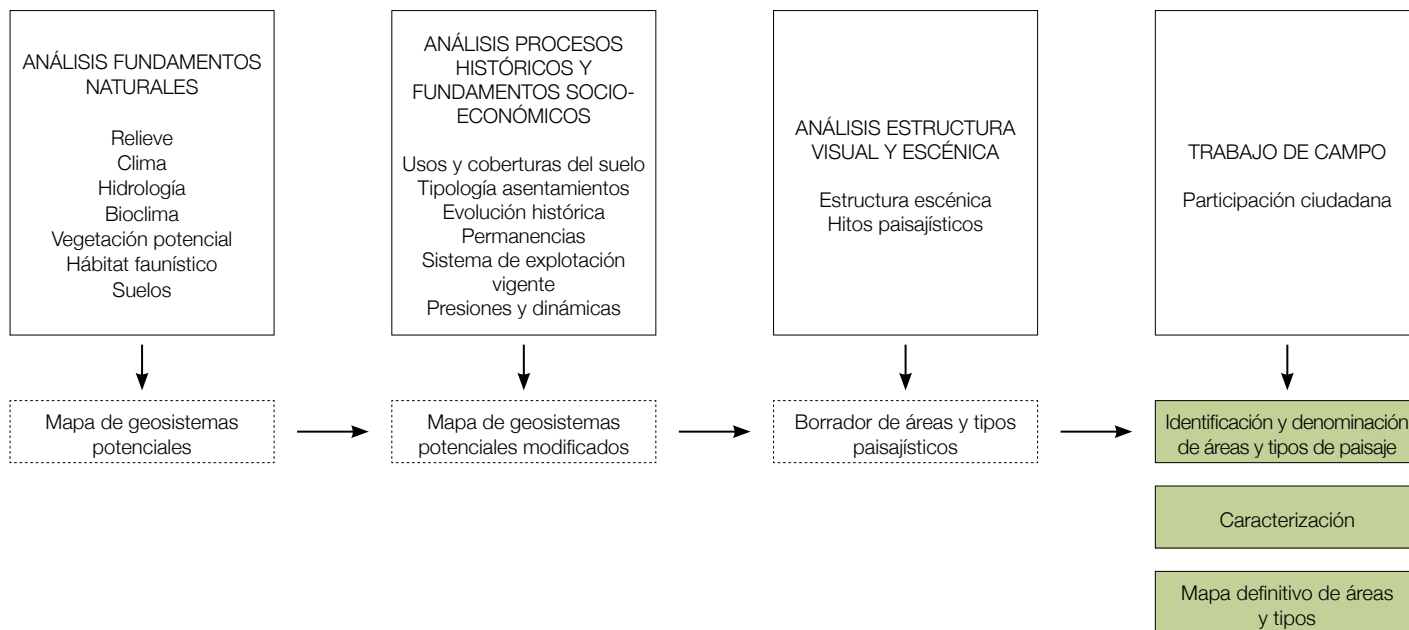 ANÁLISIS FUNDAMENTOS
NATURALES
Relieve
Clima
Hidrología
Bioclima
Vegetación potencial
Hábitat faunístico
Suelos
ANÁLISIS PROCESOS
HISTÓRICOS Y
FUNDAMENTOS SOCIO-
ECONÓMICOS
Usos y coberturas del suelo
Tipología asentamientos
Evolución histórica
Permanencias
Sistema de explotación
vigente
Presiones y dinámicas
ANÁLISIS ESTRUCTURA
VISUAL Y ESCÉNICA
Estructura escénica
Hitos paisajísticos
TRABAJO DE CAMPO
Participación ciudadana
Mapa de geosistemas
potenciales
Mapa de geosistemas
potenciales modificados
Borrador de áreas y tipos
paisajísticos
Identificación y denominación
de áreas y tipos de paisaje
Caracterización
Mapa definitivo de áreas
y tipos